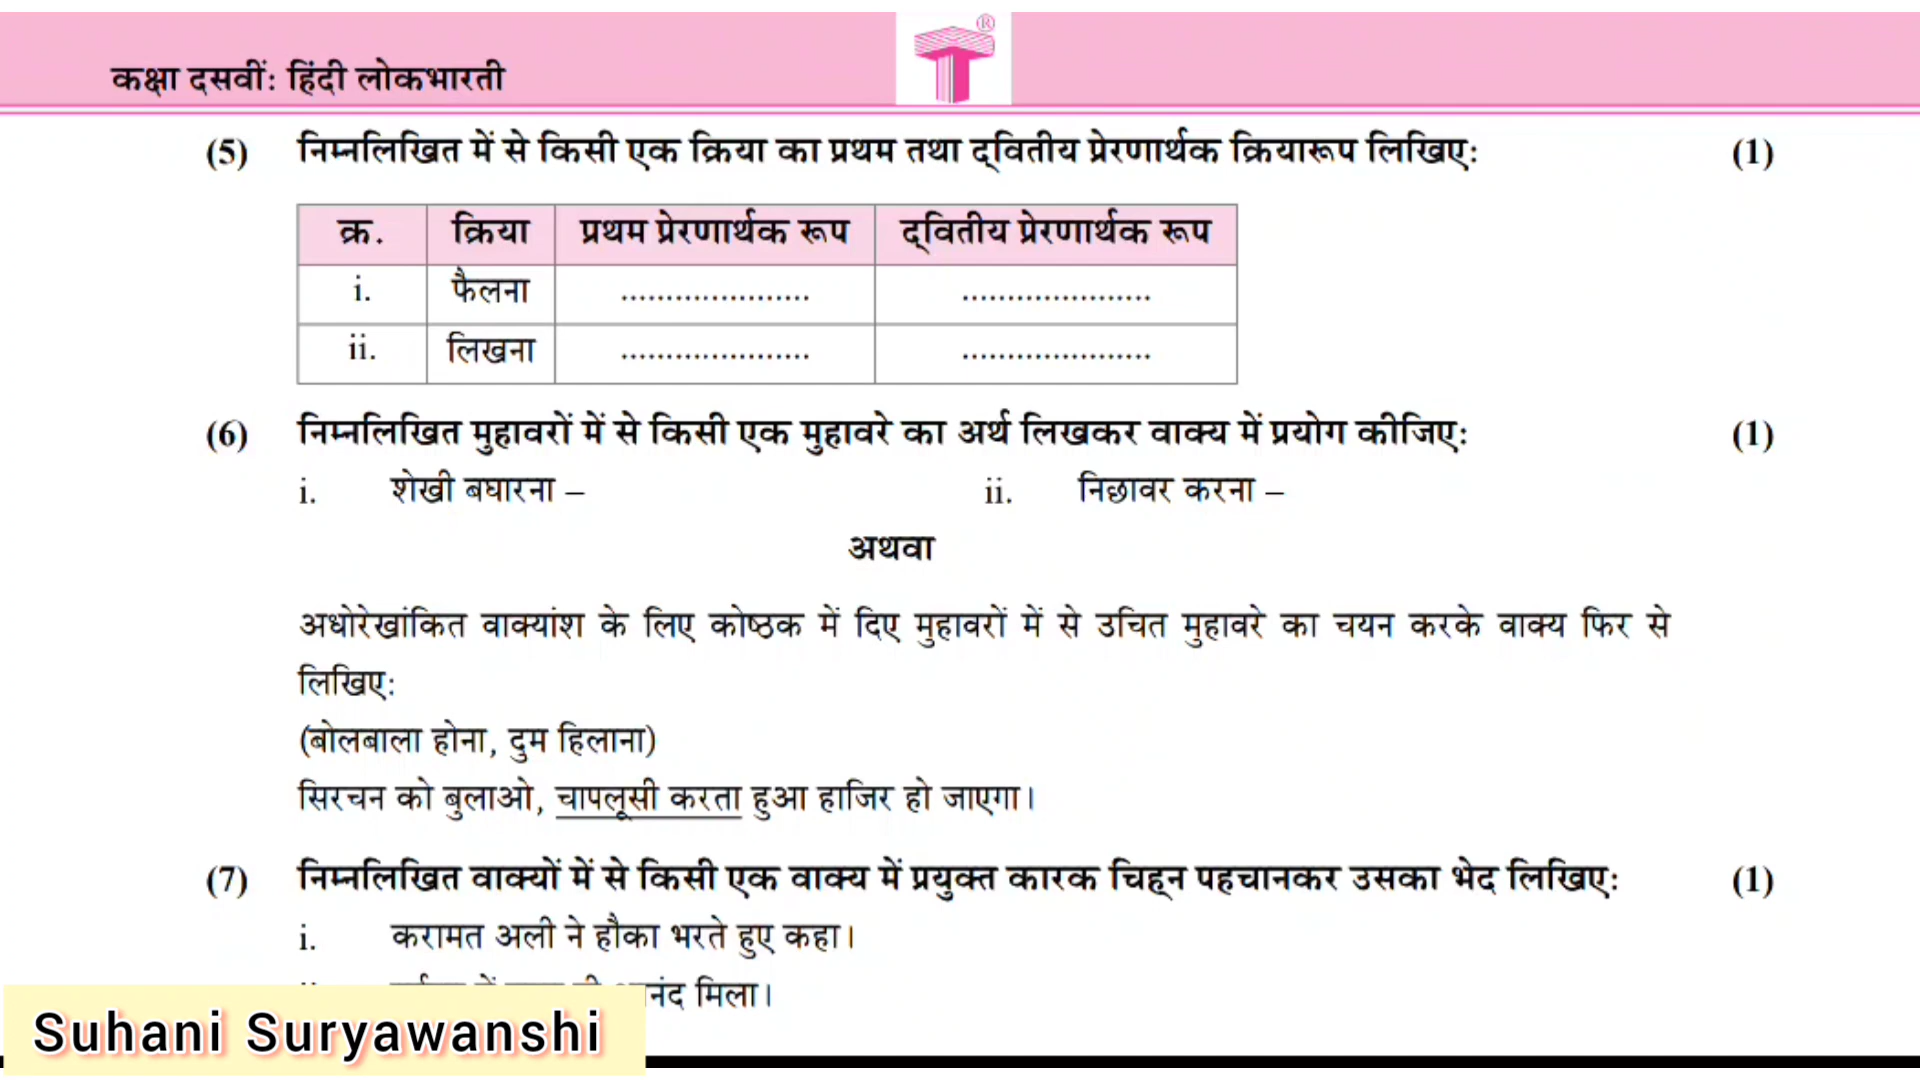 ®
कक्षा दसवीं: हिंदी लोकभारती
(5) निम्नलिखित में से किसी एक क्रिया का प्रथम तथा द्‌वितीय प्रेरणार्थक क्रियारूप लिखिए: (1)
क्र. क्रिया प्रथम प्रेरणार्थक रूप द्‌वितीय प्रेरणार्थक रूप
i. फैलना ..................... .....................
ii. लिखना ..................... .....................
(6) निम्नलिखित मुहावरों में से किसी एक मुहावरे का अर्थ लिखकर वाक्य में प्रयोग कीजिए: (1)
i. शेखी बघारना – ii. निछावर करना –
अथवा
अधोरेखांकित वाक्यांश के लिए कोष्ठक में दिए मुहावरों में से उचित मुहावरे का चयन करके वाक्य फिर से
लिखिए:
(बोलबाला होना, दुम हिलाना)
सिरचन को बुलाओ, चापलूसी करता हुआ हाजिर हो जाएगा।
(7) निम्नलिखित वाक्यों में से किसी एक वाक्य में प्रयुक्त कारक चिह्‌न पहचानकर उसका भेद लिखिए: (1)
i. करामत अली ने हौका भरते हुए कहा।
मिला।
Suhani Suryawanshi